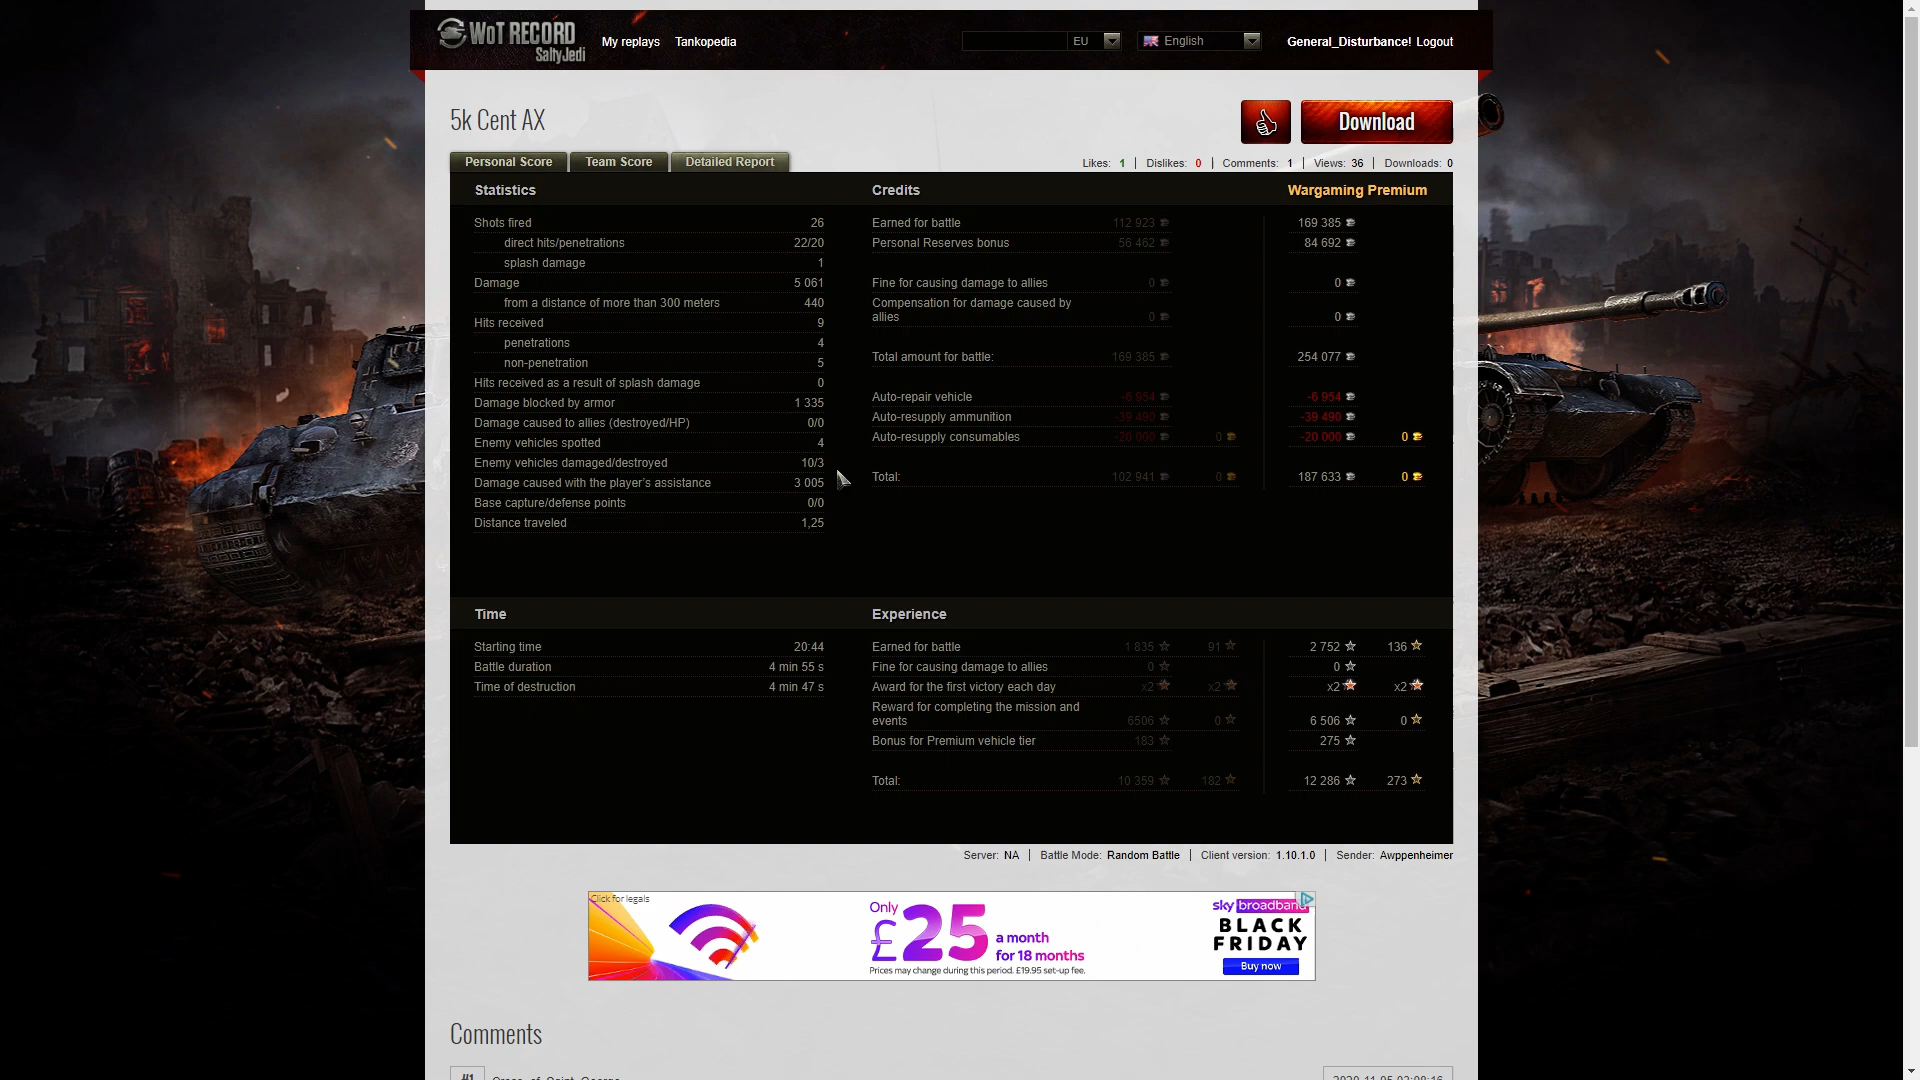 WoT RECORD
SaltyJedi
My replays Tankopedia
EU
English
General_Disturbance! Logout
5k Cent AX
Download
Personal Score Team Score Detailed Report
Likes: 1 | Dislikes: 0 | Comments: 1 | Views: 36 | Downloads: 0
Statistics Credits Wargaming Premium
Shots fired 26 Earned for battle 112 923 169 385
direct hits/penetrations 22/20 Personal Reserves bonus 56 462 84 692
splash damage 1
Damage 5 061 Fine for causing damage to allies 0 0
from a distance of more than 300 meters 440 Compensation for damage caused by
allies 0 0
Hits received 9
penetrations 4
non-penetration 5 Total amount for battle: 169 385 254 077
Hits received as a result of splash damage 0
Damage blocked by armor 1 335 Auto-repair vehicle -6 954 -6 954
Damage caused to allies (destroyed/HP) 0/0 Auto-resupply ammunition -39 490 -39 490
Enemy vehicles spotted 4 Auto-resupply consumables -20 000 0 -20 000 0
Enemy vehicles damaged/destroyed 10/3
Damage caused with the player's assistance 3 005 Total: 102 941 0 187 633 0
Base capture/defense points 0/0
Distance traveled 1,25
Time Experience
Starting time 20:44 Earned for battle 1 835 91 2 752 136
Battle duration 4 min 55 s Fine for causing damage to allies 0 0
Time of destruction 4 min 47 s Award for the first victory each day x2 x2 x2 x2
Reward for completing the mission and
events 6506 0 6 506 0
Bonus for Premium vehicle tier 183 275
Total: 10 359 182 12 286 273
Server: NA | Battle Mode: Random Battle | Client version: 1.10.1.0 | Sender: Awppenheimer
Click for legals
Only
£25 a month
for 18 months
Prices may change during this period. £19.95 set-up fee.
sky broadband
BLACK
FRIDAY
Buy now
Comments
#1